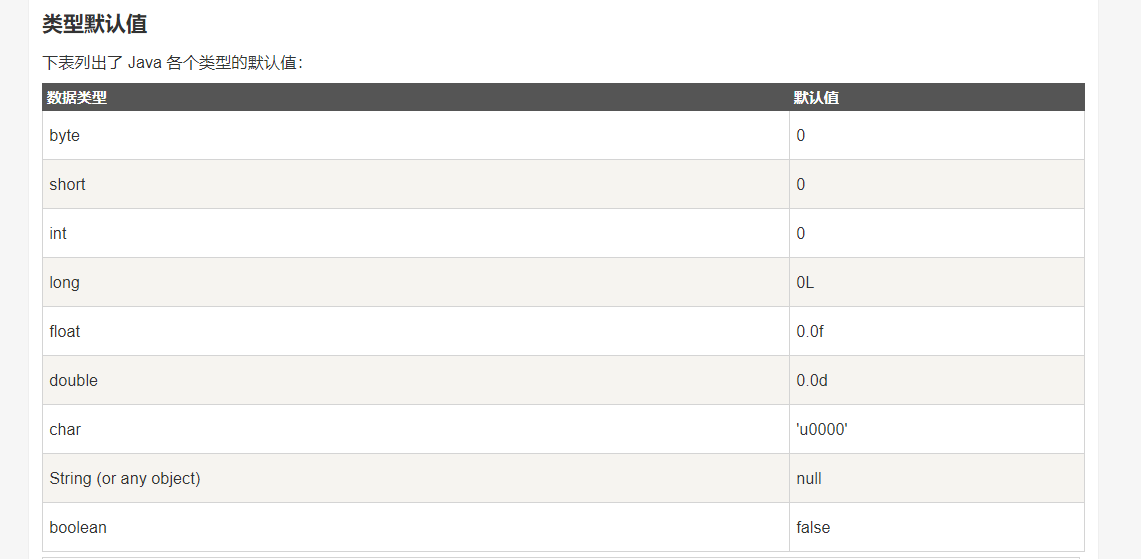 类型默认值
下表列出了 Java 各个类型的默认值：
数据类型 默认值
byte 0
short 0
int 0
long 0L
float 0.0f
double 0.0d
char 'u0000'
String (or any object) null
boolean false